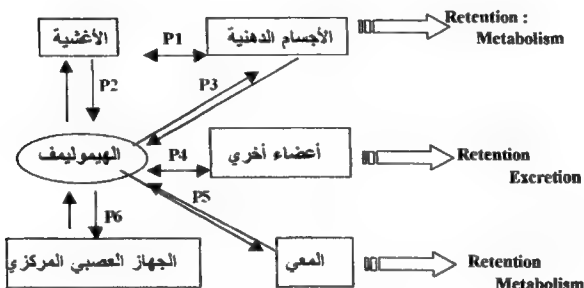 Retention :
Metabolism
الأغشية
P1
الأجسام الدهنية
P2
P3
الهيموليمف
P4
أعضاء أخري
Retention
Excretion
P5
P6
الجهاز العصبي المركزي
المعي
Retention
Metabolism